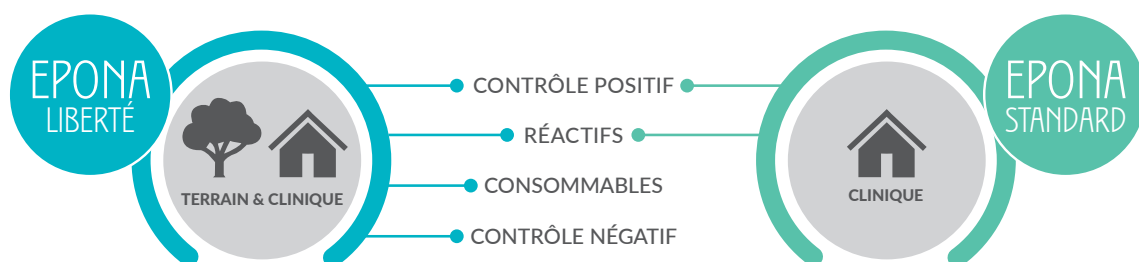 EPONA
LIBERTÉ
TERRAIN & CLINIQUE
CONTRÔLE POSITIF
RÉACTIFS
CONSOMMABLES
CONTRÔLE NÉGATIF
EPONA
STANDARD
CLINIQUE